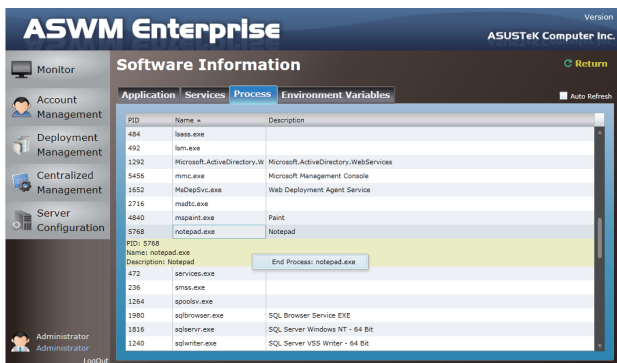 Version
ASWM Enterprise
ASUSTeK Computer Inc.
Monitor
Account
Management
Deployment
Management
Centralized
Management
Server
Configuration
Administrator
Administrator
LogOut
Software Information
Return
Application Services Process Environment Variables
Auto Refresh
PID Name Description
484 lsass.exe
492 lsm.exe
1292 Microsoft.ActiveDirectory.W Microsoft.ActiveDirectory.WebServices
5456 mmc.exe Microsoft Management Console
1652 MsDepSvc.exe Web Deployment Agent Service
2716 msdtc.exe
4840 mspaint.exe Paint
5768 notepad.exe Notepad
PID: 5768
Name: notepad.exe
Description: Notepad
End Process: notepad.exe
472 services.exe
236 smss.exe
1264 spoolsv.exe
1980 sqlbrowser.exe SQL Browser Service EXE
1816 sqlservr.exe SQL Server Windows NT - 64 Bit
1240 sqlwriter.exe SQL Server VSS Writer - 64 Bit